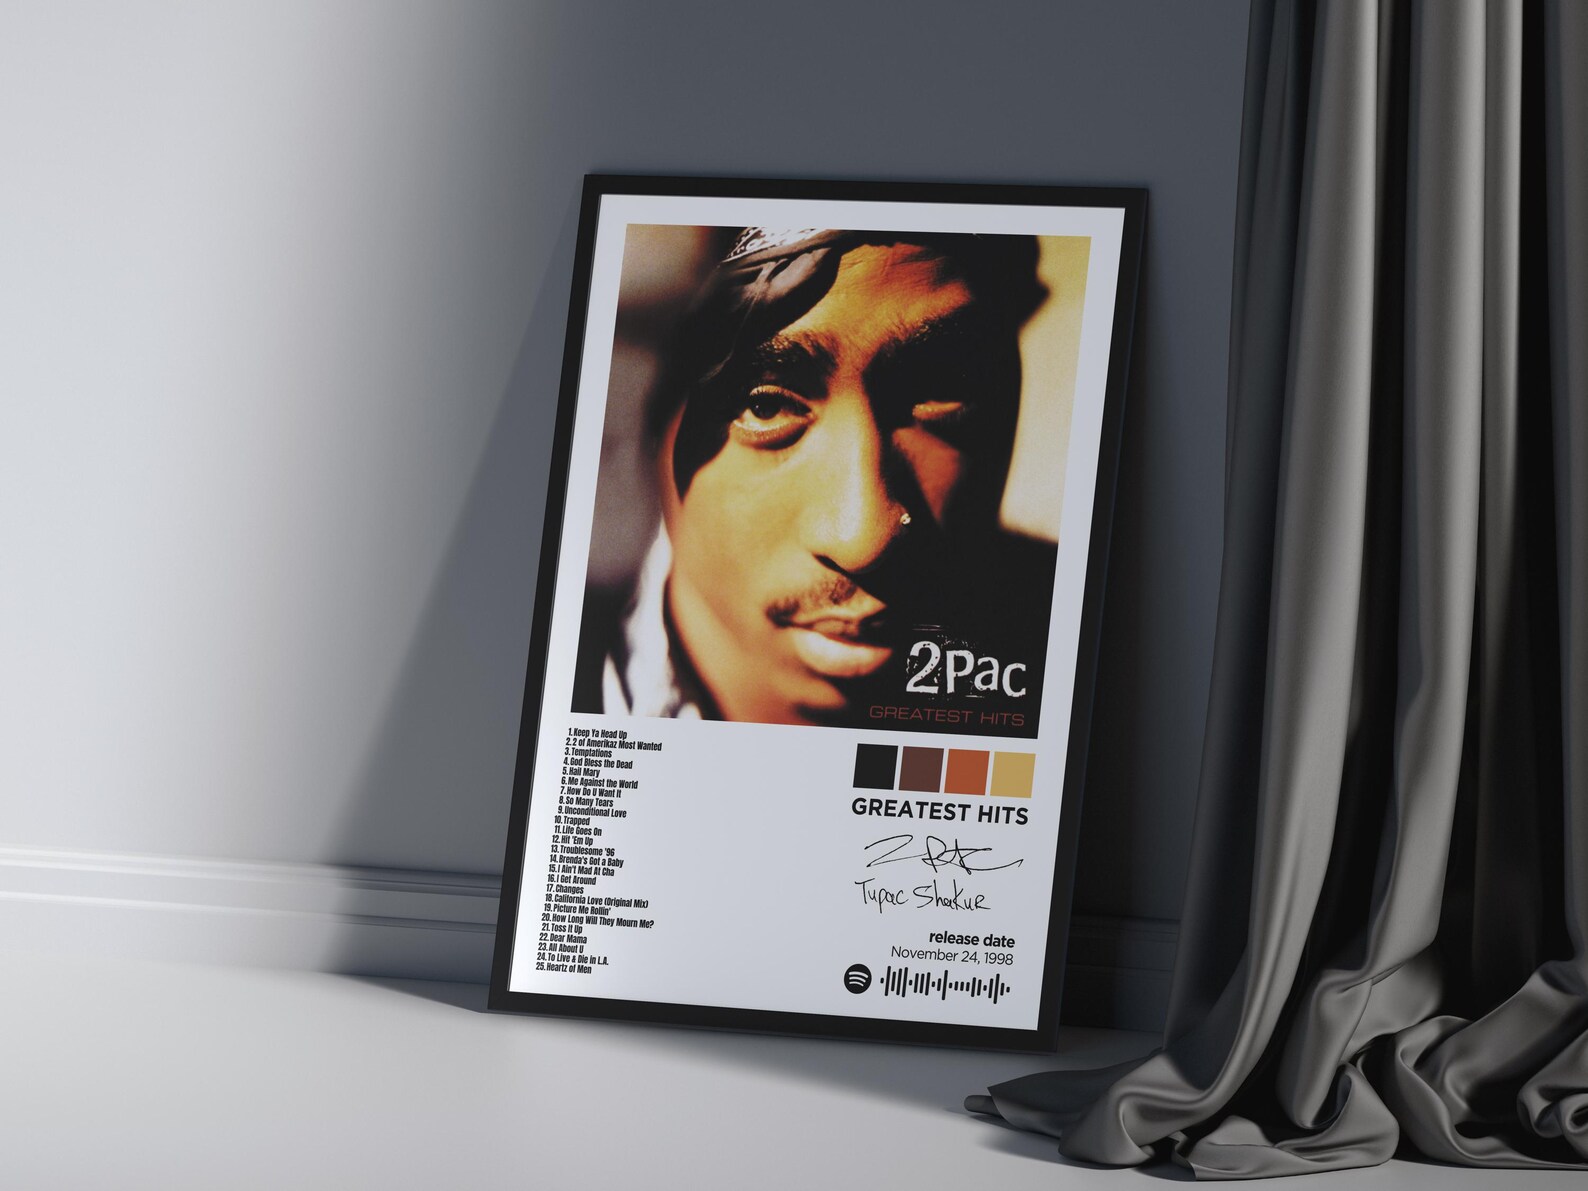 2Pac
GREATEST HITS
1. Keep Ya Head Up
2. 2 of Amerikaz Most Wanted
3. Temptations
4. God Bless the Dead
5. Hail Mary
6. Me Against the World
7. How Do U Want It
8. So Many Tears
9. Unconditional Love
10. Trapped
11. Life Goes On
12. Hit 'Em Up
13. Troublesome '96
14. Brenda's Got a Baby
15. I Ain't Mad At Cha
16. I Get Around
17. Changes
18. California Love (Original Mix)
19. Picture Me Rollin'
20. How Long Will They Mourn Me?
21. Toss It Up
22. Dear Mama
23. All About U
24. To Live & Die in L.A.
25. Heartz of Men
GREATEST HITS
2Pac
Tupac Shakur
release date
November 24, 1998